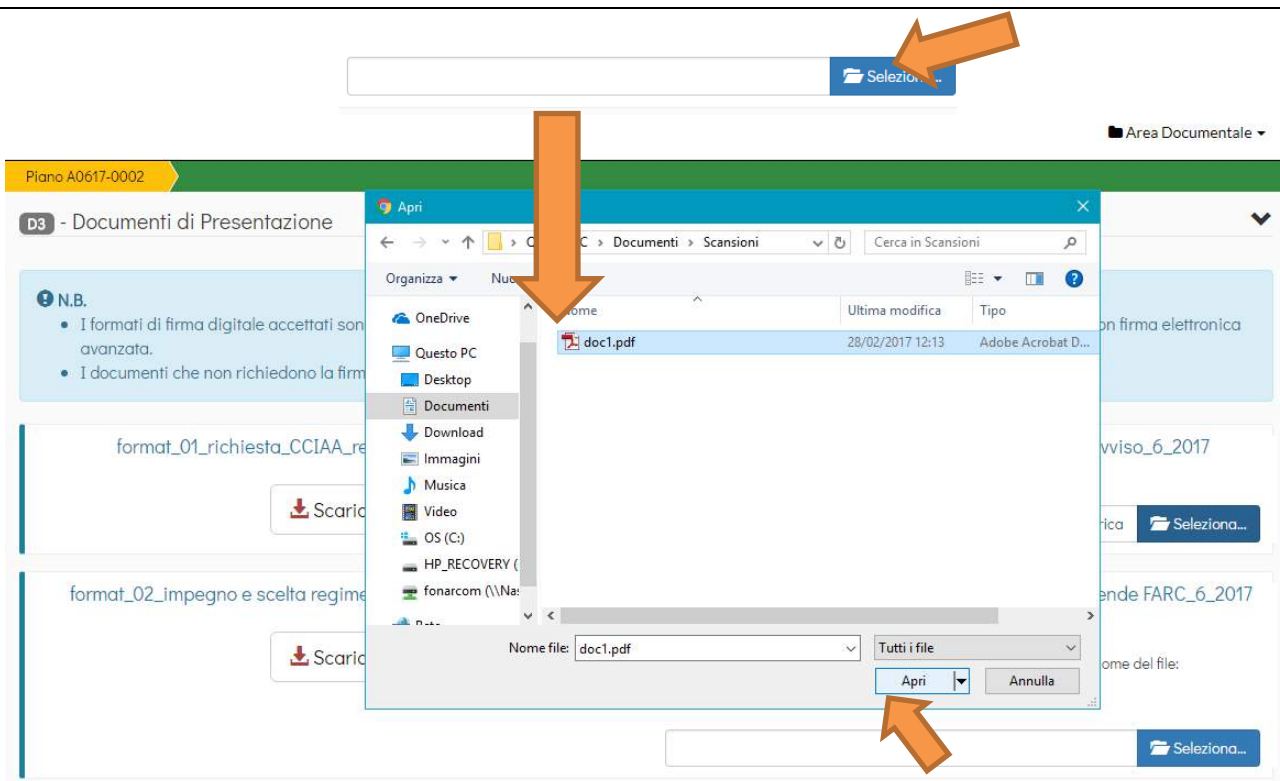 Area Documentale
Piano A0617-0002
D3 - Documenti di Presentazione
N.B.
I formati di firma digitale accettati son
on firma elettronica
avanzata.
I documenti che non richiedono la firm
format_01_richiesta_CCIAA_re
vviso_6_2017
Scaric
rica
Seleziona...
format_02_impegno e scelta regime
ende FARC_6_2017
Scaric
ome del file:
Seleziona...
Apri
Documenti › Scansioni
Cerca in Scansioni
Organizza
OneDrive
Questo PC
Desktop
Documenti
Download
Immagini
Musica
Video
OS (C:)
HP_RECOVERY (
fonarcom (\\Nas
Ultima modifica
Tipo
doc1.pdf
28/02/2017 12:13
Adobe Acrobat D...
Nome file:
doc1.pdf
Tutti i file
Apri
Annulla